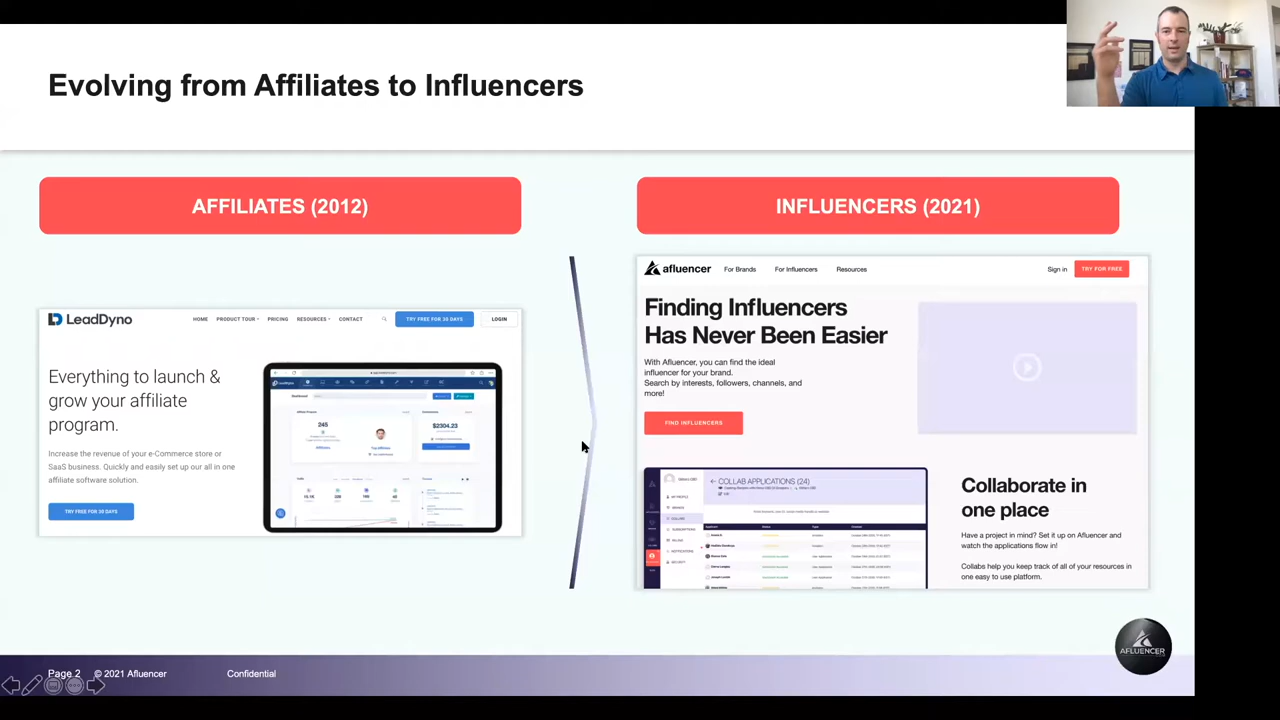 Evolving from Affiliates to Influencers
AFFILIATES (2012)
INFLUENCERS (2021)
LeadDyno
HOME PRODUCT TOUR PRICING RESOURCES CONTACT TRY FREE FOR 30 DAYS LOGIN
Everything to launch &
grow your affiliate
program.
Increase the revenue of your e-Commerce store or
SaaS business. Quickly and easily set up our all in one
affiliate software solution.
TRY FREE FOR 30 DAYS
245
$2304.23
afluencer For Brands For Influencers Resources Sign in TRY FOR FREE
Finding Influencers
Has Never Been Easier
With Afluencer, you can find the ideal
influencer for your brand.
Search by interests, followers, channels, and
more!
FIND INFLUENCERS
COLLAB APPLICATIONS (24)
Collaborate in
one place
Have a project in mind? Set it up on Afluencer and
watch the applications flow in!
Collabs help you keep track of all of your resources in
one easy to use platform.
AFLUENCER
Page 2 © 2021 Afluencer Confidential